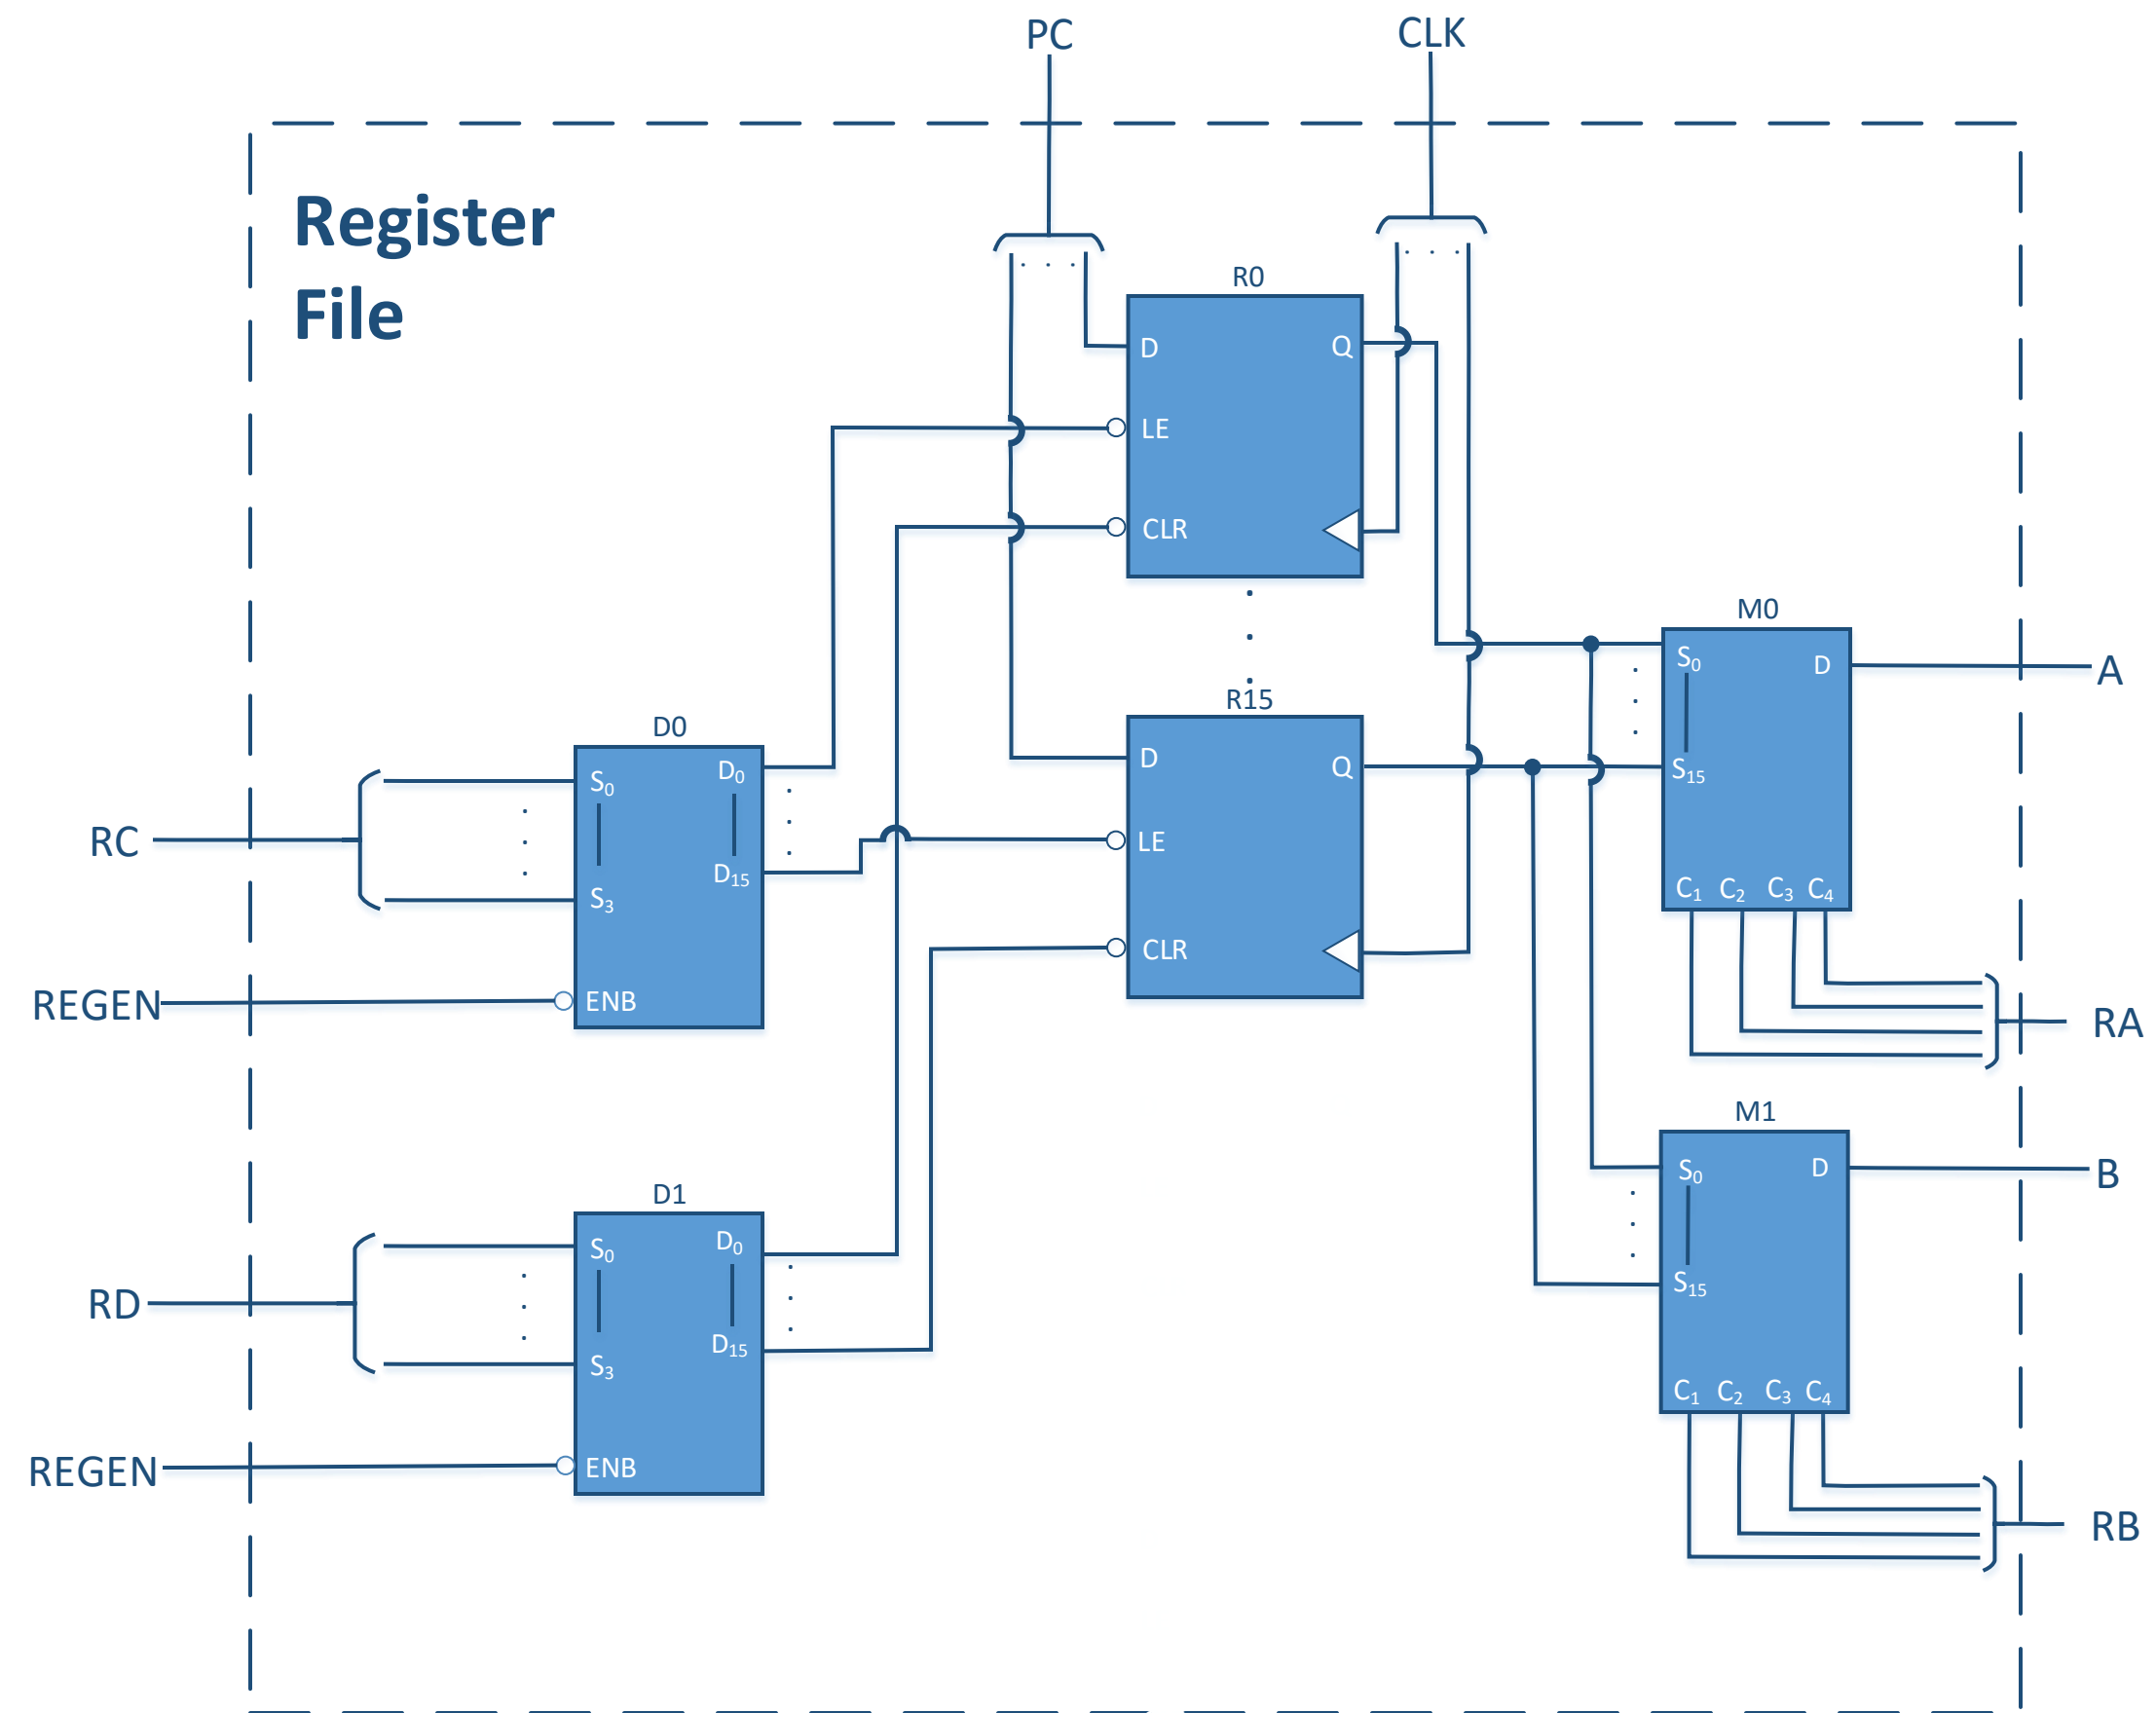 PC
CLK
Register
File
R0
D
Q
LE
CLR
R15
D
Q
LE
CLR
M0
S0
D
S15
C1 C2 C3 C4
A
RA
D0
S0
D0
D15
S3
ENB
RC
REGEN
M1
S0
D
S15
C1 C2 C3 C4
B
RB
D1
S0
D0
D15
S3
ENB
RD
REGEN